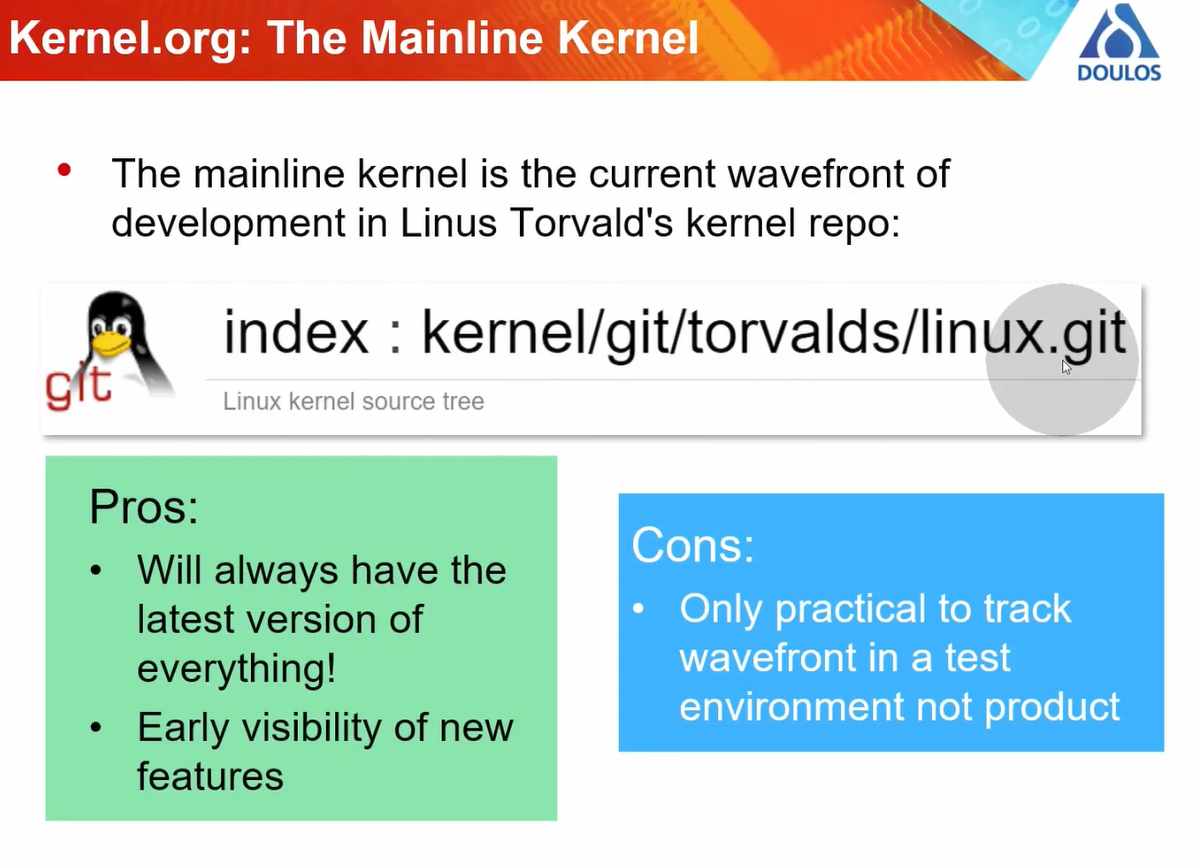 Kernel.org: The Mainline Kernel
DOULOS
• The mainline kernel is the current wavefront of
development in Linus Torvald's kernel repo:
git
index : kernel/git/torvalds/linux.git
Linux kernel source tree
Pros:
• Will always have the
latest version of
everything!
• Early visibility of new
features
Cons:
• Only practical to track
wavefront in a test
environment not product